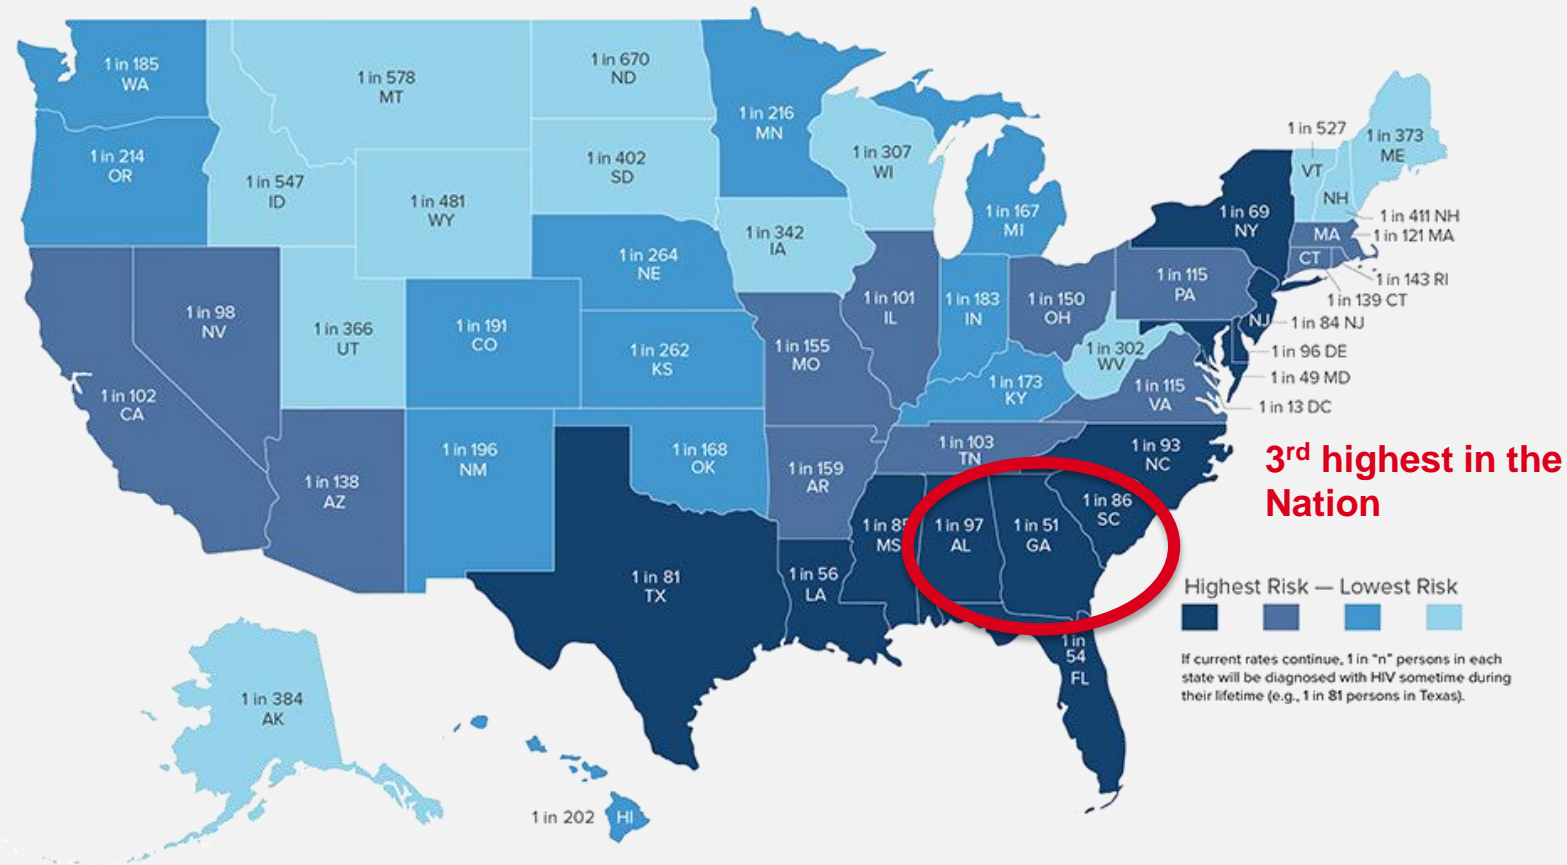 1 in 185
WA
1 in 214
OR
1 in 578
MT
1 in 547
ID
1 in 481
WY
1 in 670
ND
1 in 402
SD
1 in 216
MN
1 in 307
WI
1 in 342
IA
1 in 264
NE
1 in 167
MI
1 in 527
VT
1 in 373
ME
NH
1 in 411 NH
1 in 69
NY
MA
1 in 121 MA
CT
1 in 143 RI
1 in 139 CT
1 in 115
PA
NJ
1 in 84 NJ
1 in 96 DE
1 in 49 MD
1 in 13 DC
1 in 98
NV
1 in 102
CA
1 in 366
UT
1 in 191
CO
1 in 262
KS
1 in 155
MO
1 in 101
IL
1 in 183
IN
1 in 150
OH
1 in 302
WV
1 in 173
KY
1 in 115
VA
1 in 138
AZ
1 in 196
NM
1 in 168
OK
1 in 159
AR
1 in 103
TN
1 in 93
NC
3rd highest in the
Nation
1 in 81
TX
1 in 56
LA
1 in 85
MS
1 in 97
AL
1 in 51
GA
1 in 86
SC
1 in
54
FL
1 in 384
AK
1 in 202
HI
Highest Risk — Lowest Risk
If current rates continue, 1 in "n" persons in each
state will be diagnosed with HIV sometime during
their lifetime (e.g., 1 in 81 persons in Texas).